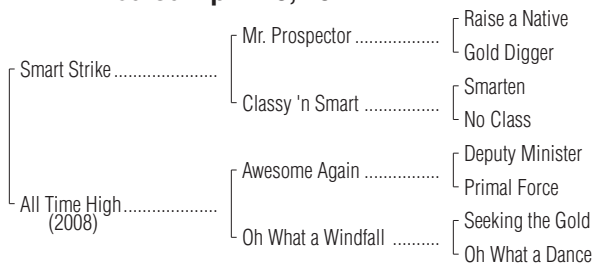 Raise a Native
Mr. Prospector ..................
Gold Digger
Smart Strike ......................
Smarten
Classy 'n Smart ................
No Class
Deputy Minister
Awesome Again ................
Primal Force
All Time High....................
(2008)
Seeking the Gold
Oh What a Windfall ..........
Oh What a Dance